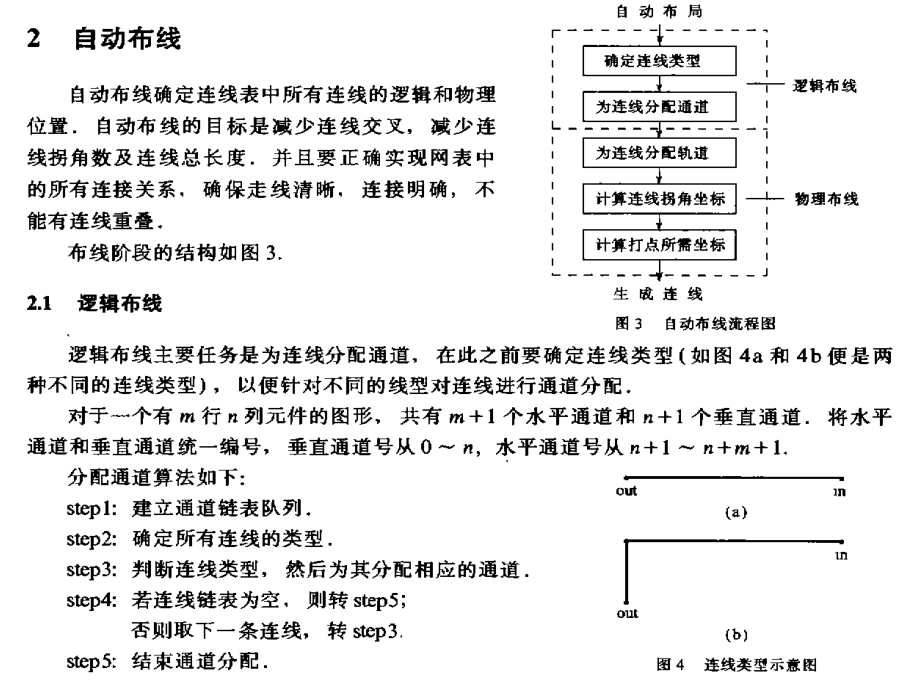 2 自动布线
自动布线确定连线表中所有连线的逻辑和物理
位置. 自动布线的目标是减少连线交叉, 减少连
线拐角数及连线总长度. 并且要正确实现网表中
的所有连接关系, 确保走线清晰, 连接明确, 不
能有连线重叠.
布线阶段的结构如图 3.
自动布局
确定连线类型
为连线分配通道
逻辑布线
为连线分配轨道
计算连线拐角坐标
物理布线
计算打点所需坐标
生成连线
图 3 自动布线流程图
2.1 逻辑布线
逻辑布线主要任务是为连线分配通道, 在此之前要确定连线类型(如图 4a 和 4b 便是两
种不同的连线类型), 以便针对不同的线型对连线进行通道分配.
对于一个有 m 行 n 列元件的图形, 共有 m+1 个水平通道和 n+1 个垂直通道. 将水平
通道和垂直通道统一编号, 垂直通道号从 0 ~ n, 水平通道号从 n+1 ~ n+m+1.
分配通道算法如下:
step1: 建立通道链表队列.
step2: 确定所有连线的类型.
step3: 判断连线类型, 然后为其分配相应的通道.
step4: 若连线链表为空, 则转 step5;
否则取下一条连线, 转 step3.
step5: 结束通道分配.
out in
(a)
in
out
(b)
图 4 连线类型示意图